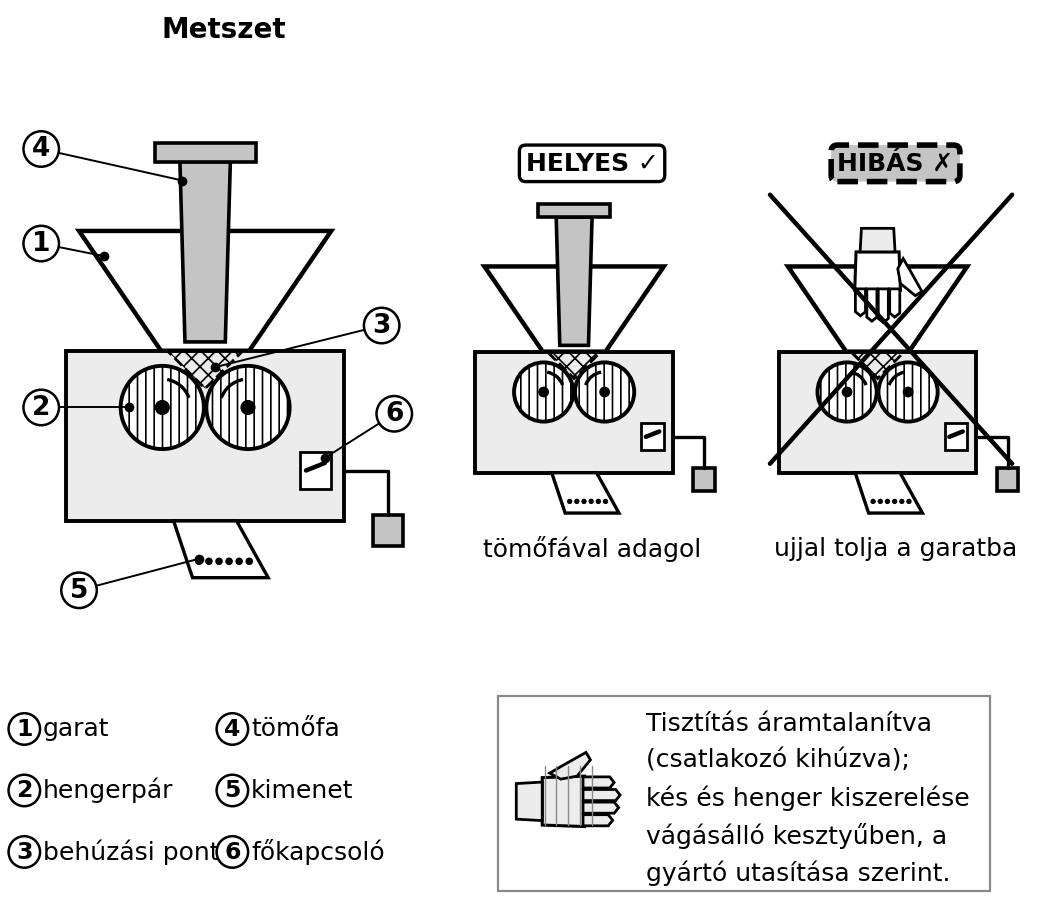 Metszet
4
1
3
2
6
5
HELYES ✓
HIBÁS ✗
tömőfával adagol
ujjal tolja a garatba
1 garat
4 tömőfa
2 hengerpár
5 kimenet
3 behúzási pont
6 főkapcsoló
Tisztítás áramtalanítva
(csatlakozó kihúzva);
kés és henger kiszerelése
vágásálló kesztyűben, a
gyártó utasítása szerint.